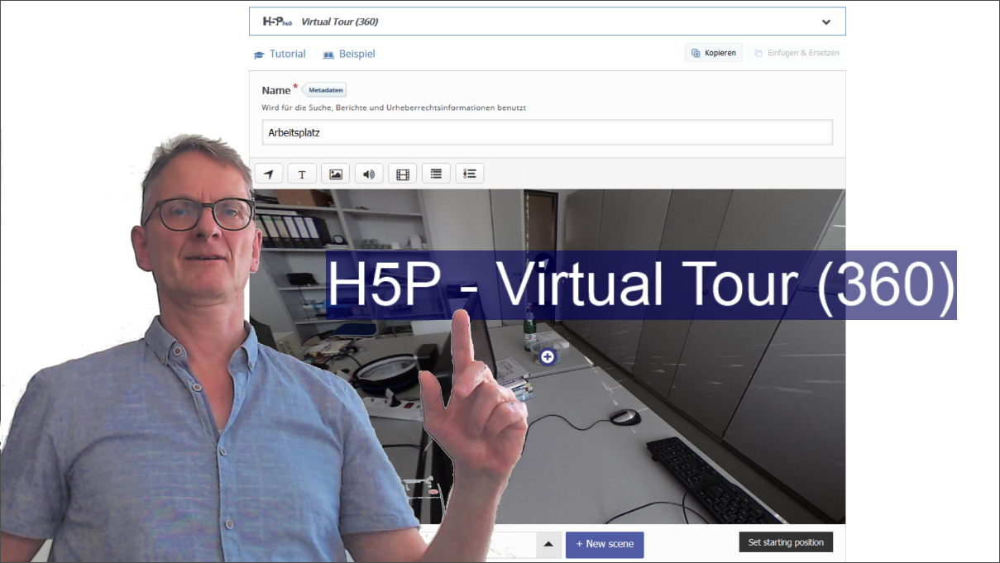 H5P hub Virtual Tour (360)
Tutorial Beispiel
Kopieren Einfügen & Ersetzen
Name * Metadaten
Wird für die Suche, Berichte und Urheberrechtsinformationen benutzt
Arbeitsplatz
T
H5P - Virtual Tour (360)
+ New scene
Set starting position